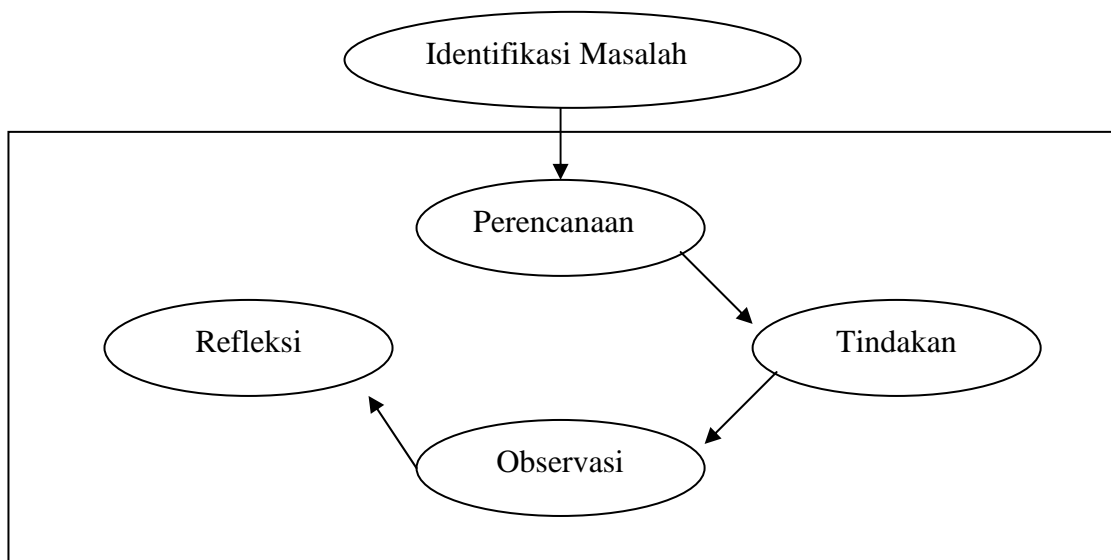 Identifikasi Masalah
Perencanaan
Refleksi
Tindakan
Observasi